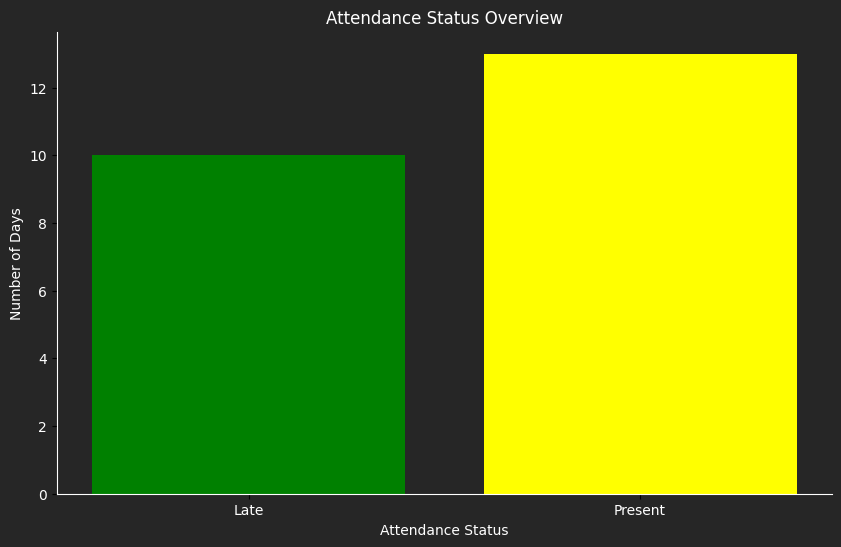 Attendance Status Overview
Number of Days
12
10
8
6
4
2
0
Late
Present
Attendance Status